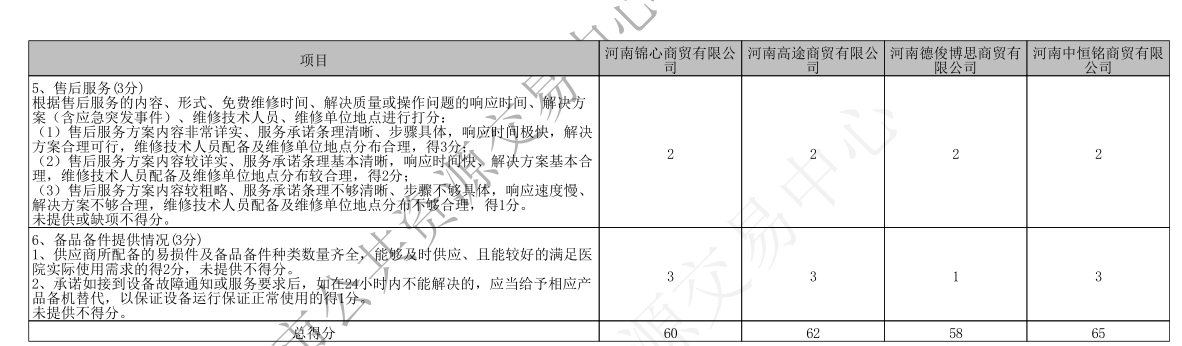 项目
河南锦心商贸有限公
司
河南高途商贸有限公
司
河南德俊博思商贸有
限公司
河南中恒铭商贸有限
公司
5、售后服务(3分)
根据售后服务的内容、形式、免费维修时间、解决质量或操作问题的响应时间、解决方
案（含应急突发事件）、维修技术人员、维修单位地点进行打分：
（1）售后服务方案内容非常详实、服务承诺条理清晰、步骤具体，响应时间极快，解决
方案合理可行，维修技术人员配备及维修单位地点分布合理，得3分；
（2）售后服务方案内容较详实、服务承诺条理基本清晰，响应时间快、解决方案基本合
理，维修技术人员配备及维修单位地点分布较合理，得2分；
（3）售后服务方案内容较粗略、服务承诺条理不够清晰、步骤不够具体，响应速度慢、
解决方案不够合理，维修技术人员配备及维修单位地点分布不够合理，得1分。
未提供或缺项不得分。
2 2 2 2
6、备品备件提供情况(3分)
1、供应商所配备的易损件及备品备件种类数量齐全，能够及时供应、且能较好的满足医
院实际使用需求的得2分，未提供不得分。
2、承诺如接到设备故障通知或服务要求后，如在24小时内不能解决的，应当给予相应产
品备机替代，以保证设备运行保证正常使用的得1分。
未提供不得分。
3 3 1 3
总得分 60 62 58 65
市公共资源交易中心
源交易中心